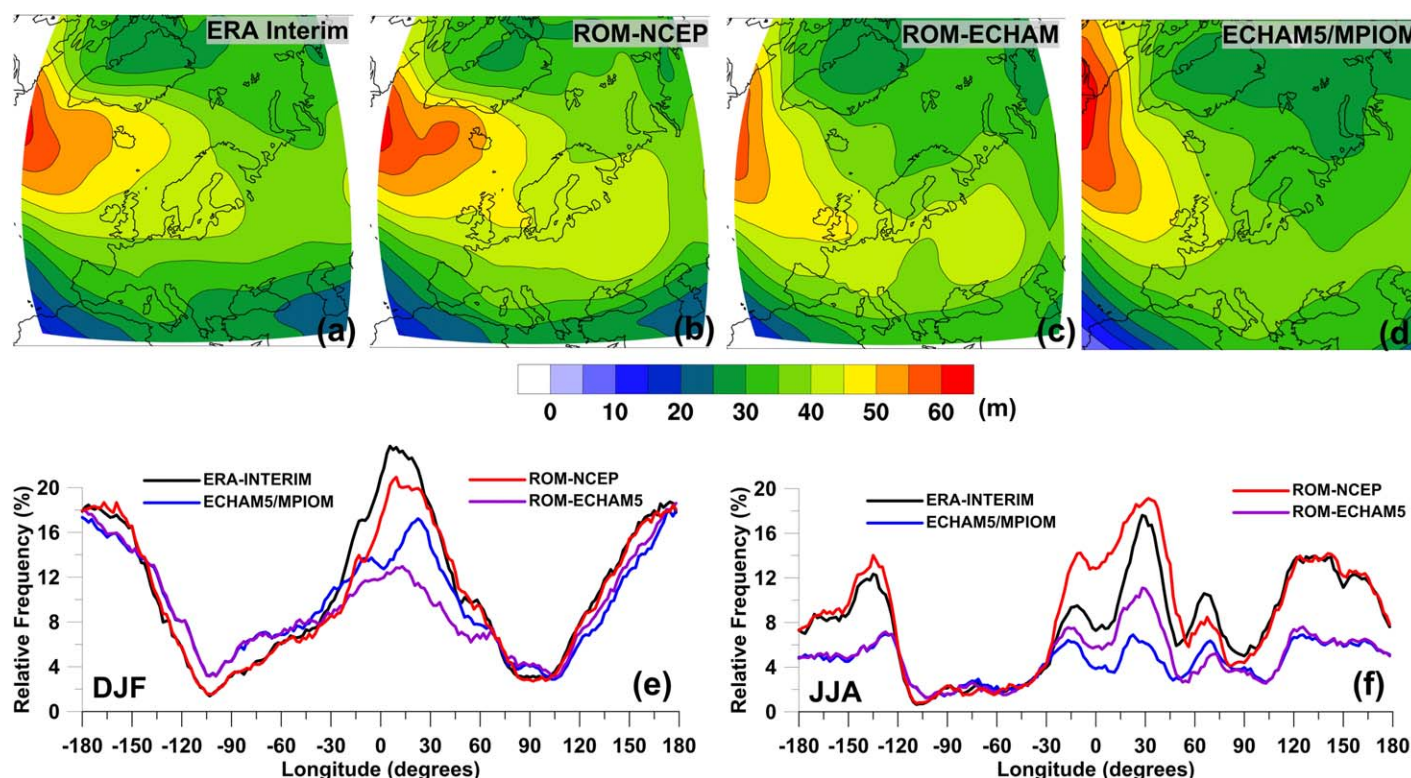 ERA Interim
ROM-NCEP
ROM-ECHAM
ECHAM5/MPIOM
(a)
(b)
(c)
(d)
0 10 20 30 40 50 60 (m)
ERA-INTERIM
ROM-NCEP
ECHAM5/MPIOM
ROM-ECHAM5
Relative Frequency (%)
20
16
12
8
4
0
DJF
(e)
-180 -150 -120 -90 -60 -30 0 30 60 90 120 150 180
Longitude (degrees)
ERA-INTERIM
ROM-NCEP
ECHAM5/MPIOM
ROM-ECHAM5
Relative Frequency (%)
20
16
12
8
4
0
JJA
(f)
-180 -150 -120 -90 -60 -30 0 30 60 90 120 150 180
Longitude (degrees)